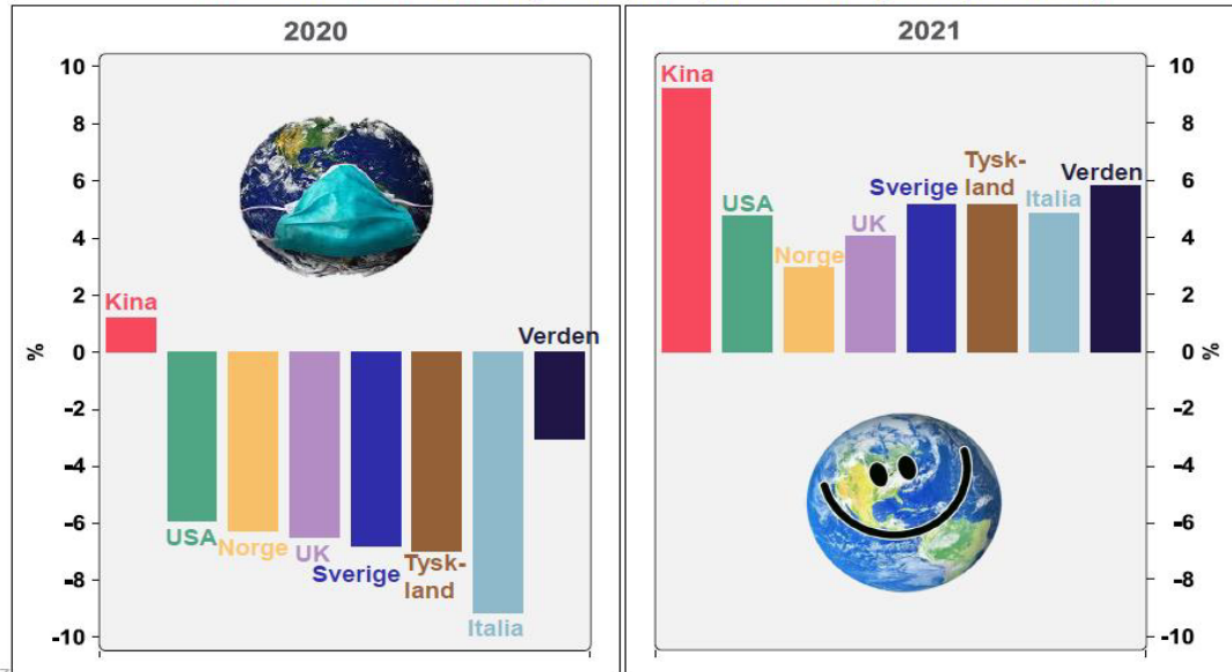 2020
10
8
6
4
2
0
-2
-4
-6
-8
-10
%
Kina
USA
Norge
UK
Sverige
Tysk-
land
Italia
Verden
2021
Kina
USA
Norge
UK
Sverige
Tysk-
land
Italia
Verden
10
8
6
4
2
0
-2
-4
-6
-8
-10
%